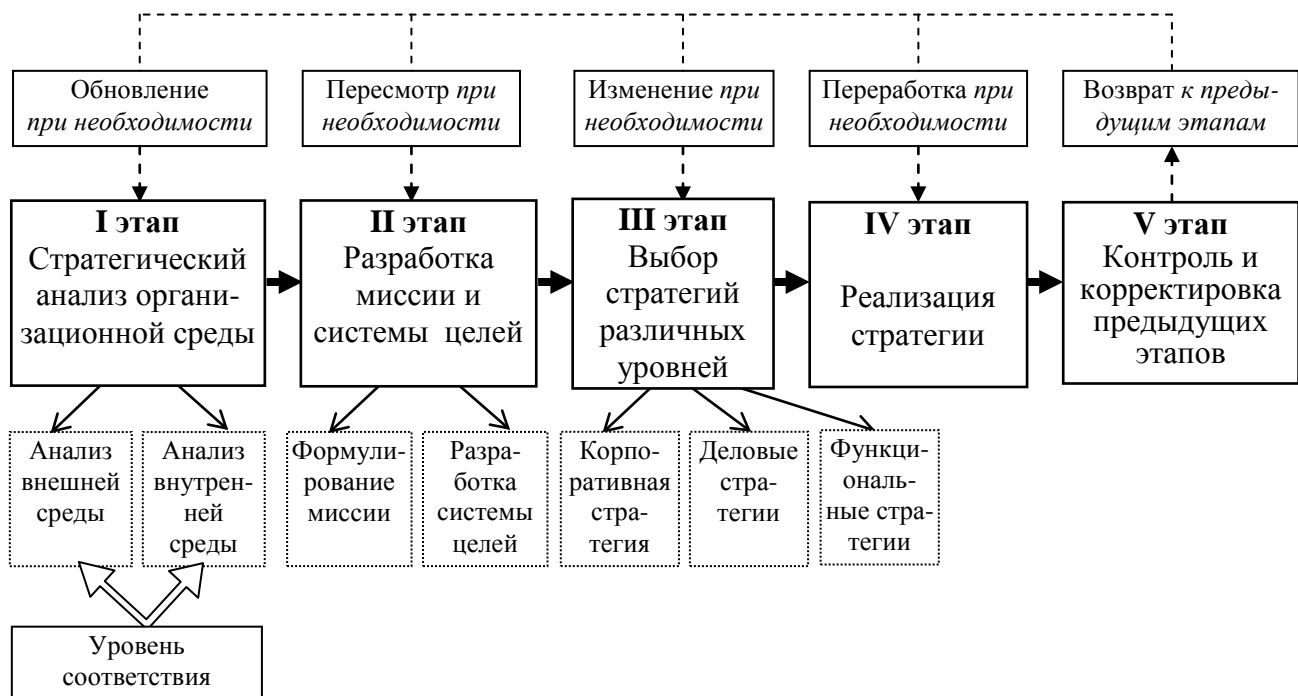 Обновление
при необходимости
Пересмотр при
необходимости
Изменение при
необходимости
Переработка при
необходимости
Возврат к преды-
дущим этапам
I этап
Стратегический
анализ органи-
зационной среды
II этап
Разработка
миссии и
системы целей
III этап
Выбор
стратегий
различных
уровней
IV этап
Реализация
стратегии
V этап
Контроль и
корректировка
предыдущих
этапов
Анализ
внешней
среды
Анализ
внутрен-
ней
среды
Формули-
рование
миссии
Разра-
ботка
системы
целей
Корпо-
ративная
стра-
тегия
Деловые
стра-
тегии
Функци-
ональ-
ные стра-
тегии
Уровень
соответствия